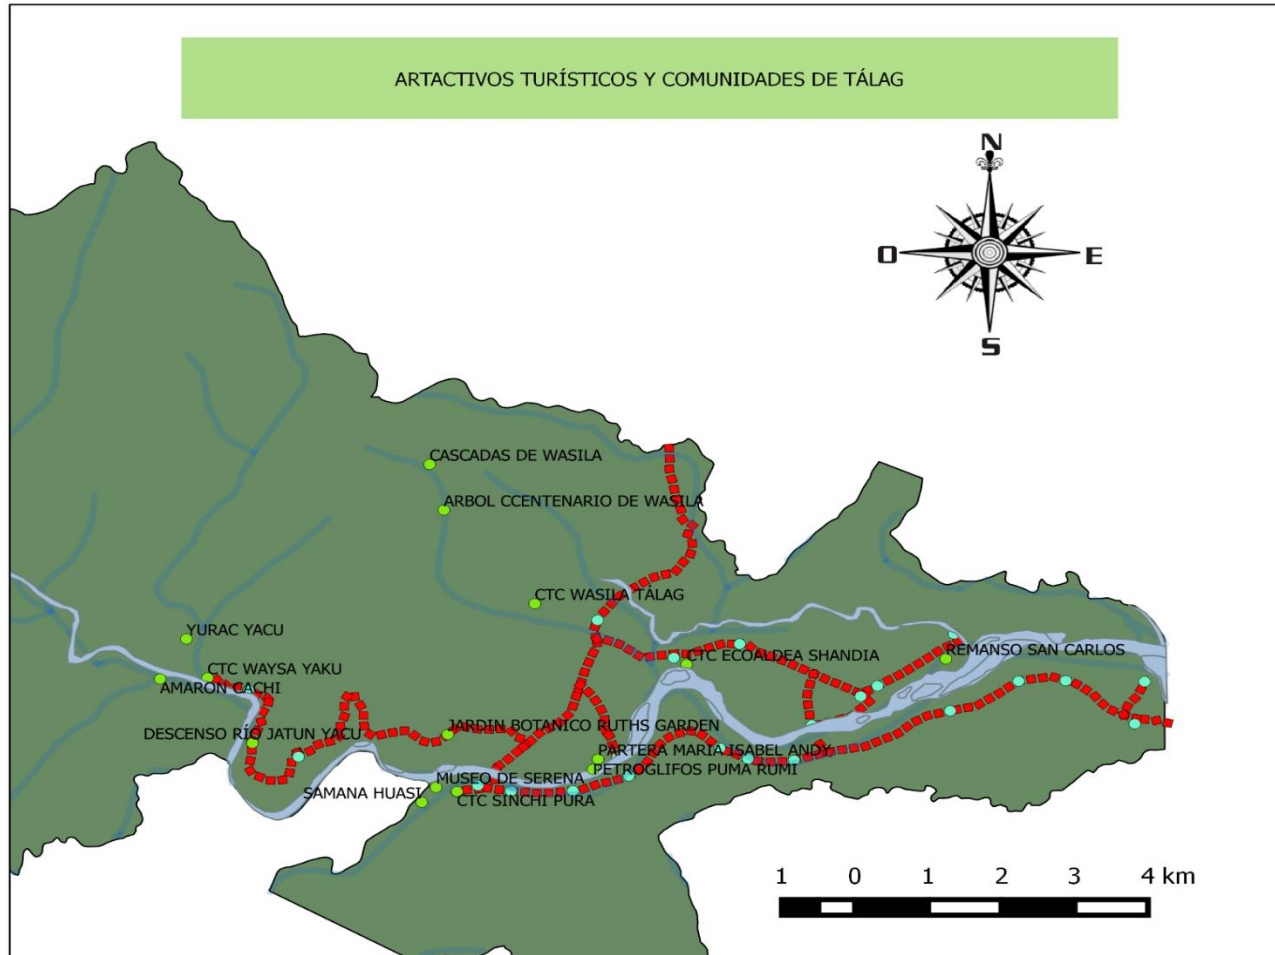 ARTACTIVOS TURÍSTICOS Y COMUNIDADES DE TÁLAG
N
O
E
S
CASCADAS DE WASILA
ARBOL CCENTENARIO DE WASILA
CTC WASILA TÁLAG
YURAC YACU
CTC ECOALDEA SHANDIA
REMANSO SAN CARLOS
CTC WAYSA YAKU
AMARON CACHI
DESCENSO RÍO JATUN YACU
JARDIN BOTANICO RUTHS GARDEN
PARTERA MARIA ISABEL ANDY
PETROGLIFOS PUMA RUMI
MUSEO DE SERENA
SAMANA HUASI
CTC SINCHI PURA
1 0 1 2 3 4 km